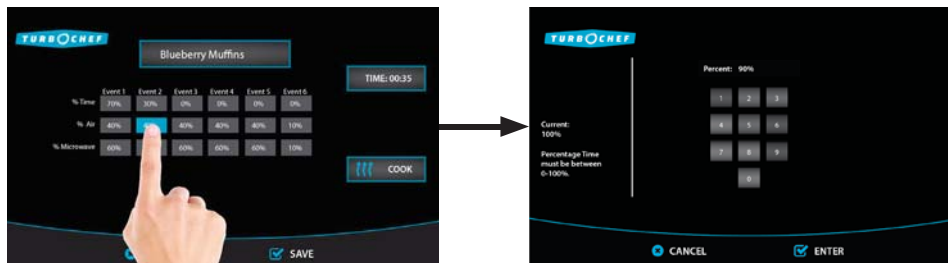 TURBOCHEF
Blueberry Muffins
TIME: 00:35
Event 1 Event 2 Event 3 Event 4 Event 5 Event 6
% Time 70% 30% 0% 0% 0% 0%
% Air 40% 40% 40% 40% 10%
% Microwave 60% 60% 60% 60% 10%
COOK
SAVE
TURBOCHEF
Percent: 90%
1 2 3
4 5 6
7 8 9
0
Current:
100%
Percentage Time
must be between
0-100%.
CANCEL
ENTER